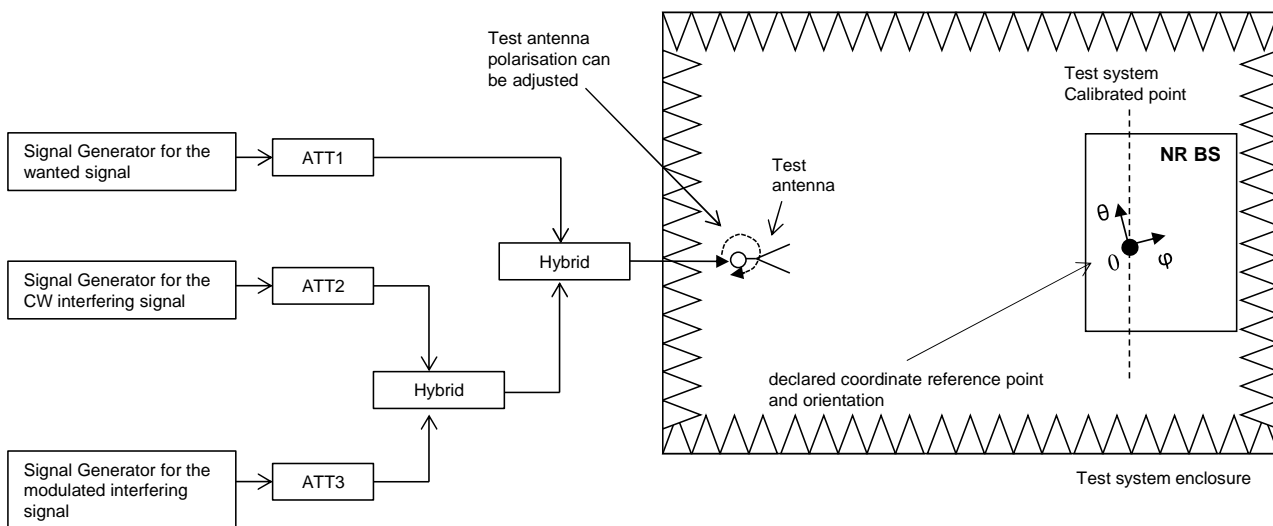 Test antenna
polarisation can
be adjusted
Test system
Calibrated point
Signal Generator for the
wanted signal
ATT1
NR BS
Test
antenna
θ
0
φ
Hybrid
Signal Generator for the
CW interfering signal
ATT2
Hybrid
declared coordinate reference point
and orientation
Signal Generator for the
modulated interfering
signal
ATT3
Test system enclosure